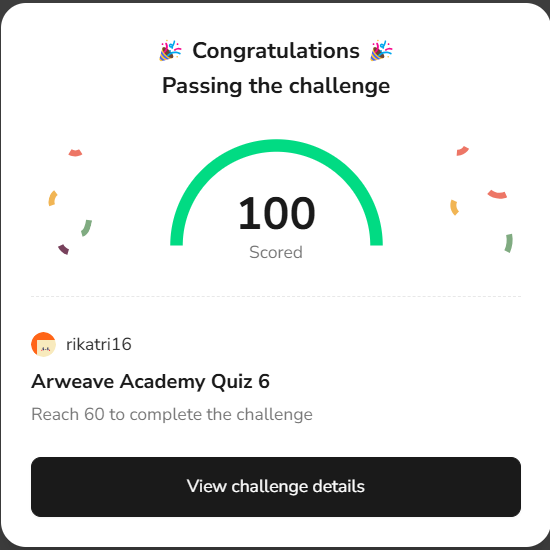 🎉 Congratulations 🎉
Passing the challenge
100
Scored
rikatri16
Arweave Academy Quiz 6
Reach 60 to complete the challenge
View challenge details